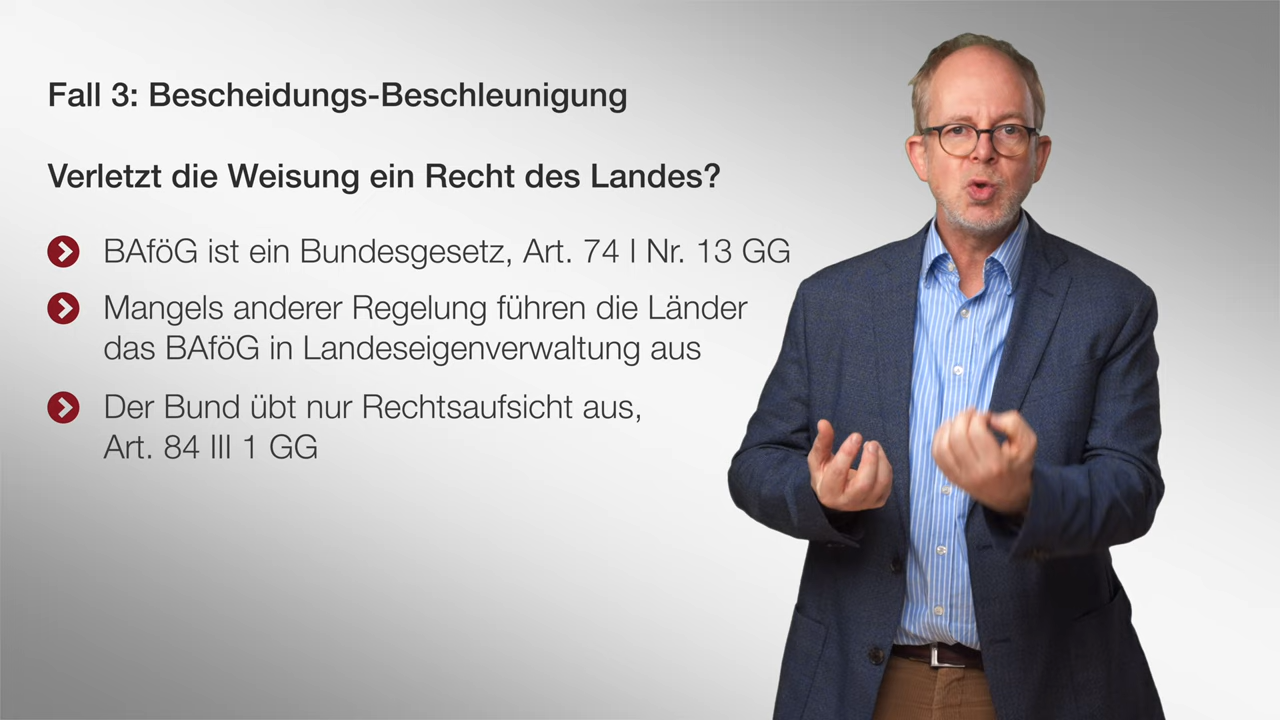 Fall 3: Bescheidungs-Beschleunigung
Verletzt die Weisung ein Recht des Landes?
BAföG ist ein Bundesgesetz, Art. 74 I Nr. 13 GG
Mangels anderer Regelung führen die Länder
das BAföG in Landeseigenverwaltung aus
Der Bund übt nur Rechtsaufsicht aus,
Art. 84 III 1 GG